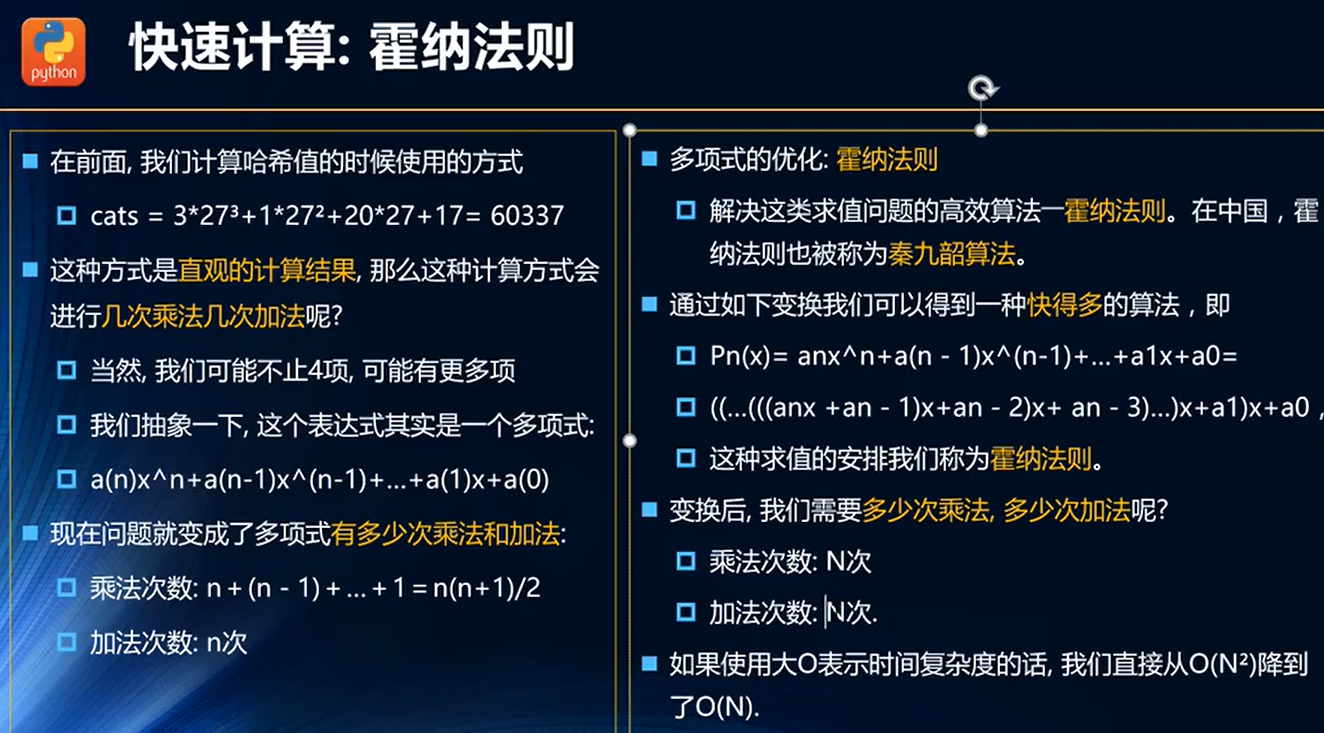 python
快速计算: 霍纳法则
在前面, 我们计算哈希值的时候使用的方式
cats = 3*27³+1*27²+20*27+17= 60337
这种方式是直观的计算结果, 那么这种计算方式会
进行几次乘法几次加法呢?
当然, 我们可能不止4项, 可能有更多项
我们抽象一下, 这个表达式其实是一个多项式:
a(n)x^n+a(n-1)x^(n-1)+...+a(1)x+a(0)
现在问题就变成了多项式有多少次乘法和加法:
乘法次数: n + (n - 1) + ... + 1 = n(n+1)/2
加法次数: n次
多项式的优化: 霍纳法则
解决这类求值问题的高效算法―霍纳法则。在中国，霍
纳法则也被称为秦九韶算法。
通过如下变换我们可以得到一种快得多的算法，即
Pn(x)= anx^n+a(n - 1)x^(n-1)+...+a1x+a0=
((...(((anx +an - 1)x+an - 2)x+ an - 3)...)x+a1)x+a0，
这种求值的安排我们称为霍纳法则。
变换后, 我们需要多少次乘法, 多少次加法呢?
乘法次数: N次
加法次数: N次.
如果使用大O表示时间复杂度的话, 我们直接从O(N²)降到
了O(N).